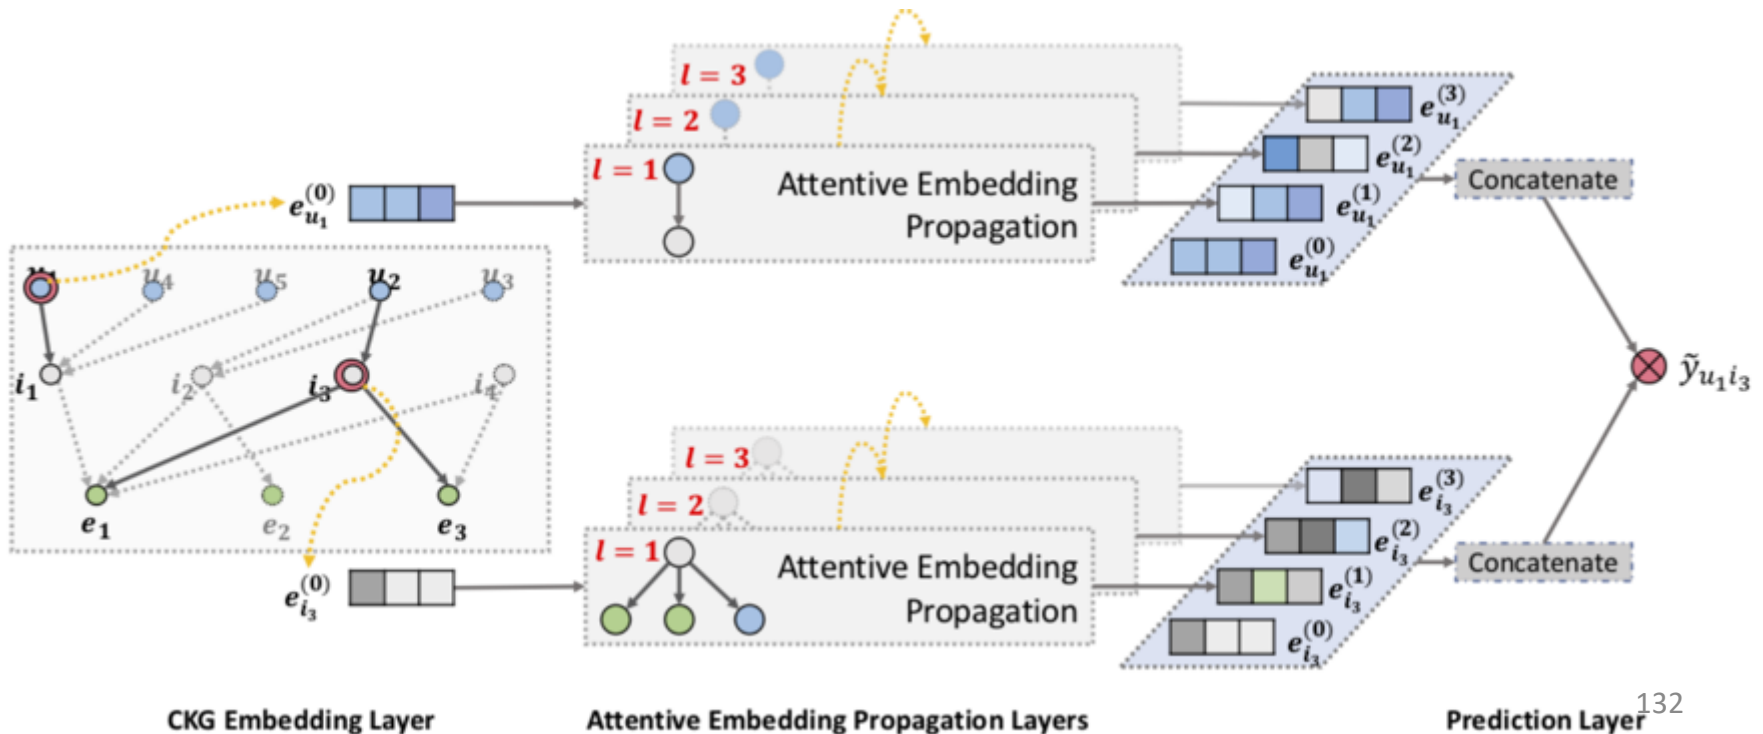 l = 3
l = 2
l = 1
Attentive Embedding
Propagation
e_{u_1}^{(0)}
e_{u_1}^{(3)}
e_{u_1}^{(2)}
e_{u_1}^{(1)}
e_{u_1}^{(0)}
Concatenate
u_1 u_4 u_5 u_2 u_3
i_1 i_2 i_3 i_4
e_1 e_2 e_3
ỹ_{u_1 i_3}
e_{i_3}^{(0)}
l = 3
l = 2
l = 1
Attentive Embedding
Propagation
e_{i_3}^{(3)}
e_{i_3}^{(2)}
e_{i_3}^{(1)}
e_{i_3}^{(0)}
Concatenate
CKG Embedding Layer
Attentive Embedding Propagation Layers
Prediction Layer
132